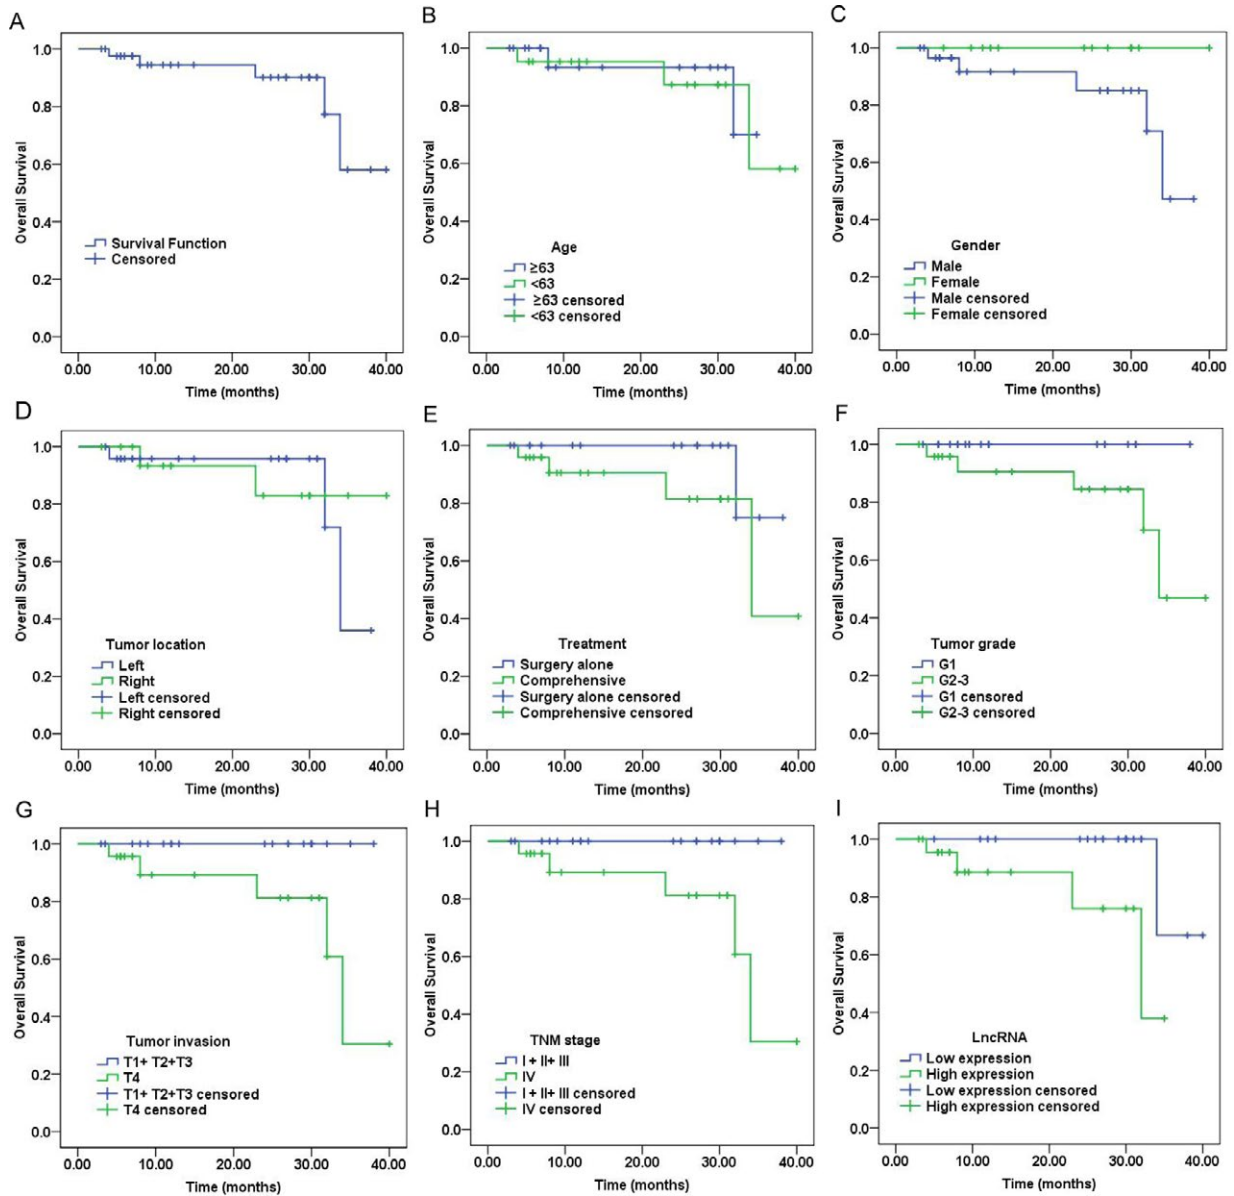 A
Overall Survival
1.0
0.8
0.6
0.4
0.2
0.0
Survival Function
Censored
0.00 10.00 20.00 30.00 40.00
Time (months)
B
Overall Survival
1.0
0.8
0.6
0.4
0.2
0.0
Age
≥63
<63
≥63 censored
<63 censored
0.00 10.00 20.00 30.00 40.00
Time (months)
C
Overall Survival
1.0
0.8
0.6
0.4
0.2
0.0
Gender
Male
Female
Male censored
Female censored
0.00 10.00 20.00 30.00 40.00
Time (months)
D
Overall Survival
1.0
0.8
0.6
0.4
0.2
0.0
Tumor location
Left
Right
Left censored
Right censored
0.00 10.00 20.00 30.00 40.00
Time (months)
E
Overall Survival
1.0
0.8
0.6
0.4
0.2
0.0
Treatment
Surgery alone
Comprehensive
Surgery alone censored
Comprehensive censored
0.00 10.00 20.00 30.00 40.00
Time (months)
F
Overall Survival
1.0
0.8
0.6
0.4
0.2
0.0
Tumor grade
G1
G2-3
G1 censored
G2-3 censored
0.00 10.00 20.00 30.00 40.00
Time (months)
G
Overall Survival
1.0
0.8
0.6
0.4
0.2
0.0
Tumor invasion
T1+ T2+T3
T4
T1+ T2+T3 censored
T4 censored
0.00 10.00 20.00 30.00 40.00
Time (months)
H
Overall Survival
1.0
0.8
0.6
0.4
0.2
0.0
TNM stage
I + II+ III
IV
I + II+ III censored
IV censored
0.00 10.00 20.00 30.00 40.00
Time (months)
I
Overall Survival
1.0
0.8
0.6
0.4
0.2
0.0
LncRNA
Low expression
High expression
Low expression censored
High expression censored
0.00 10.00 20.00 30.00 40.00
Time (months)